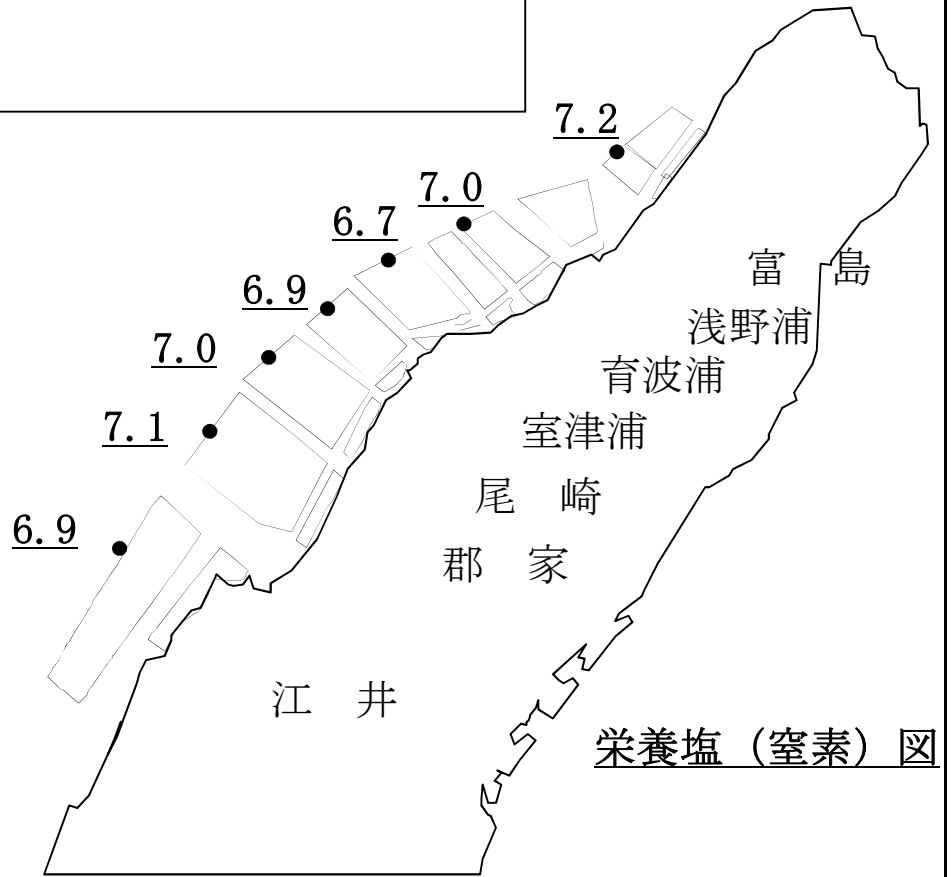 7.2
7.0
6.7
富　島
6.9
浅野浦
7.0
育波浦
7.1
室津浦
尾　崎
6.9
郡　家
江　井
栄養塩（窒素）図